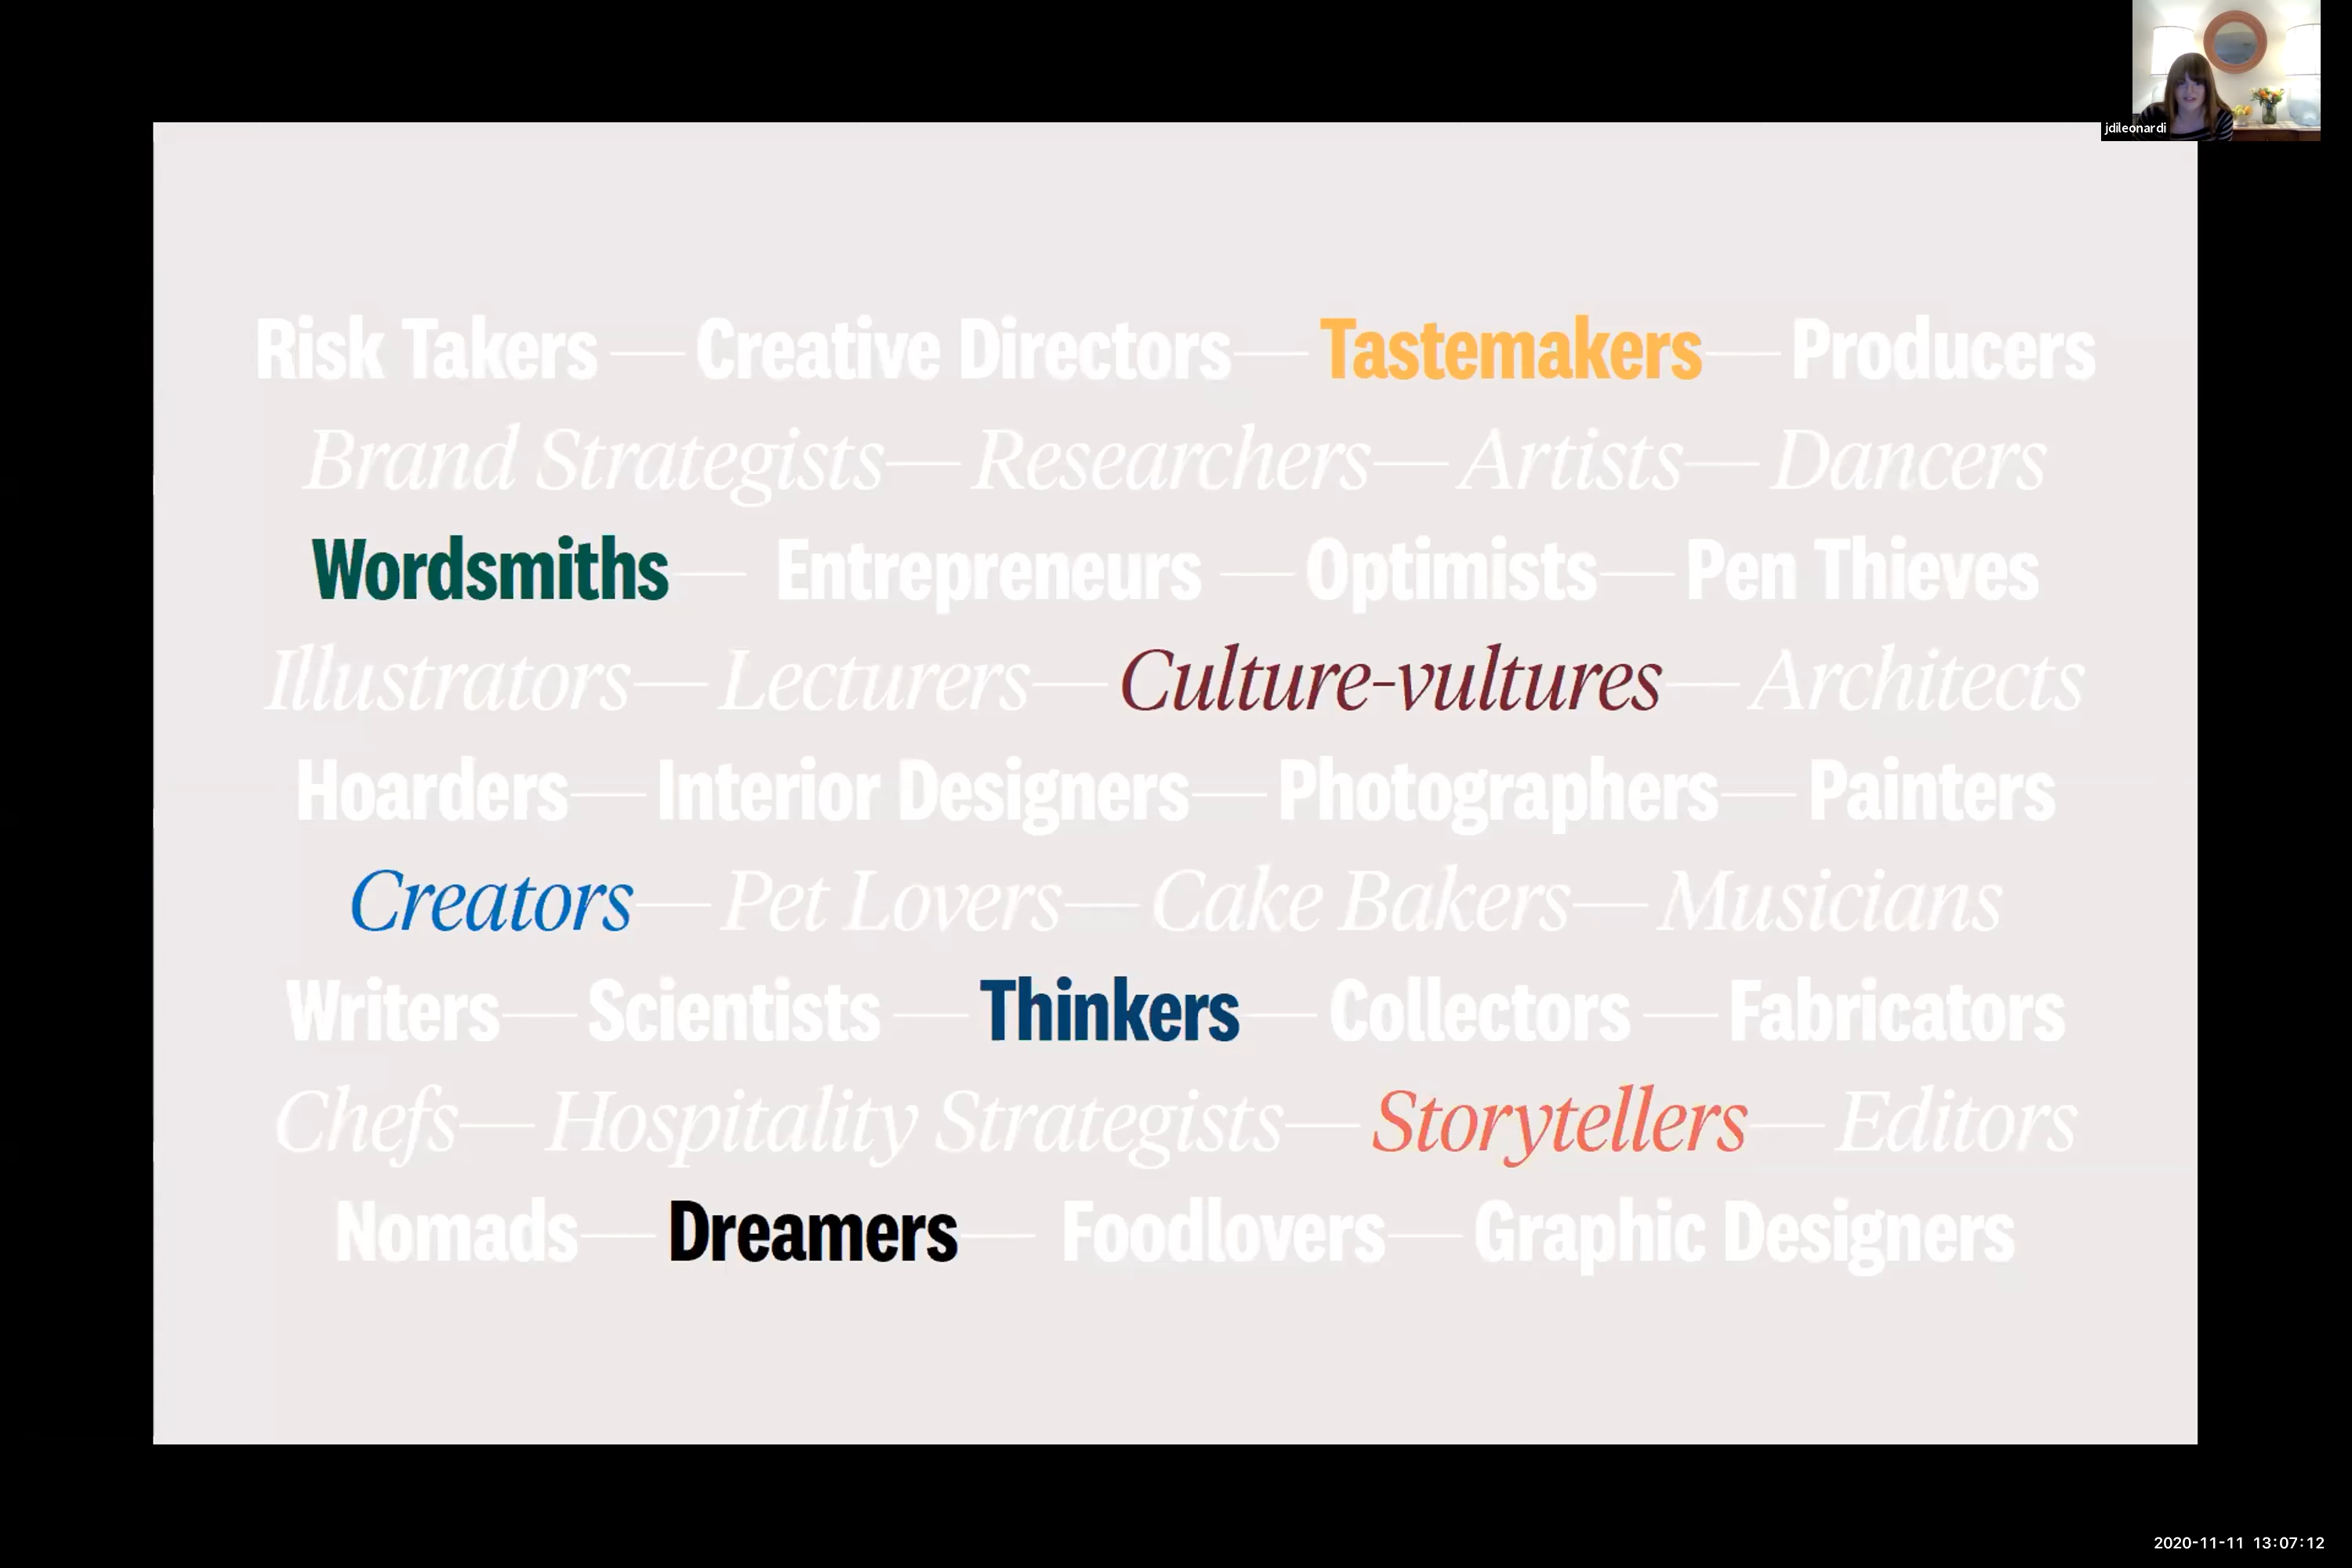 jdileonardi
Risk Takers — Creative Directors — Tastemakers — Producers
Brand Strategists — Researchers — Artists — Dancers
Wordsmiths — Entrepreneurs — Optimists — Pen Thieves
Illustrators — Lecturers — Culture-vultures — Architects
Hoarders — Interior Designers — Photographers — Painters
Creators — Pet Lovers — Cake Bakers — Musicians
Writers — Scientists — Thinkers — Collectors — Fabricators
Chefs — Hospitality Strategists — Storytellers — Editors
Nomads — Dreamers — Foodlovers — Graphic Designers
2020-11-11 13:07:12